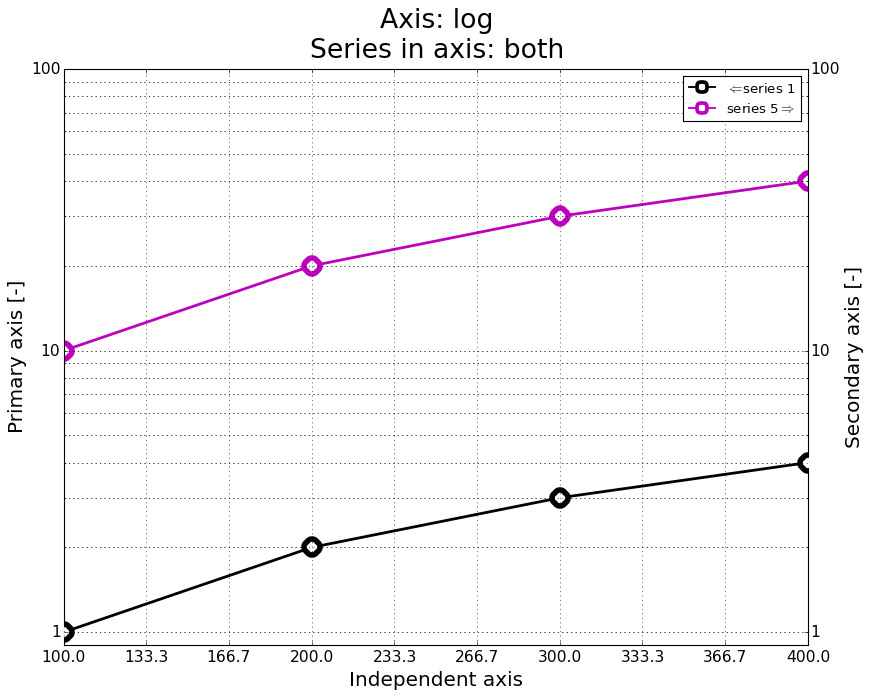 Axis: log
Series in axis: both
100
10
1
Primary axis [-]
⇐series 1
series 5⇒
100
10
1
Secondary axis [-]
100.0 133.3 166.7 200.0 233.3 266.7 300.0 333.3 366.7 400.0
Independent axis